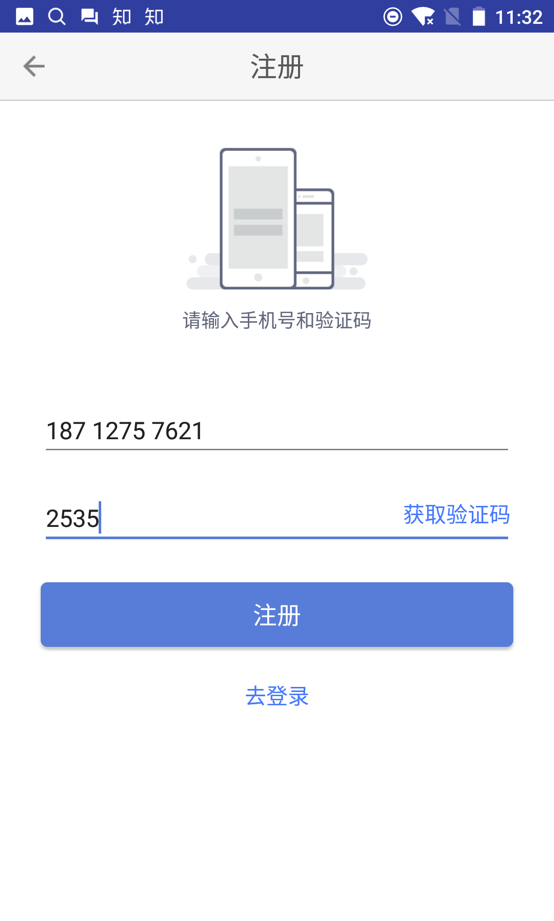 知 知 11:32
注册
请输入手机号和验证码
187 1275 7621
2535 获取验证码
注册
去登录